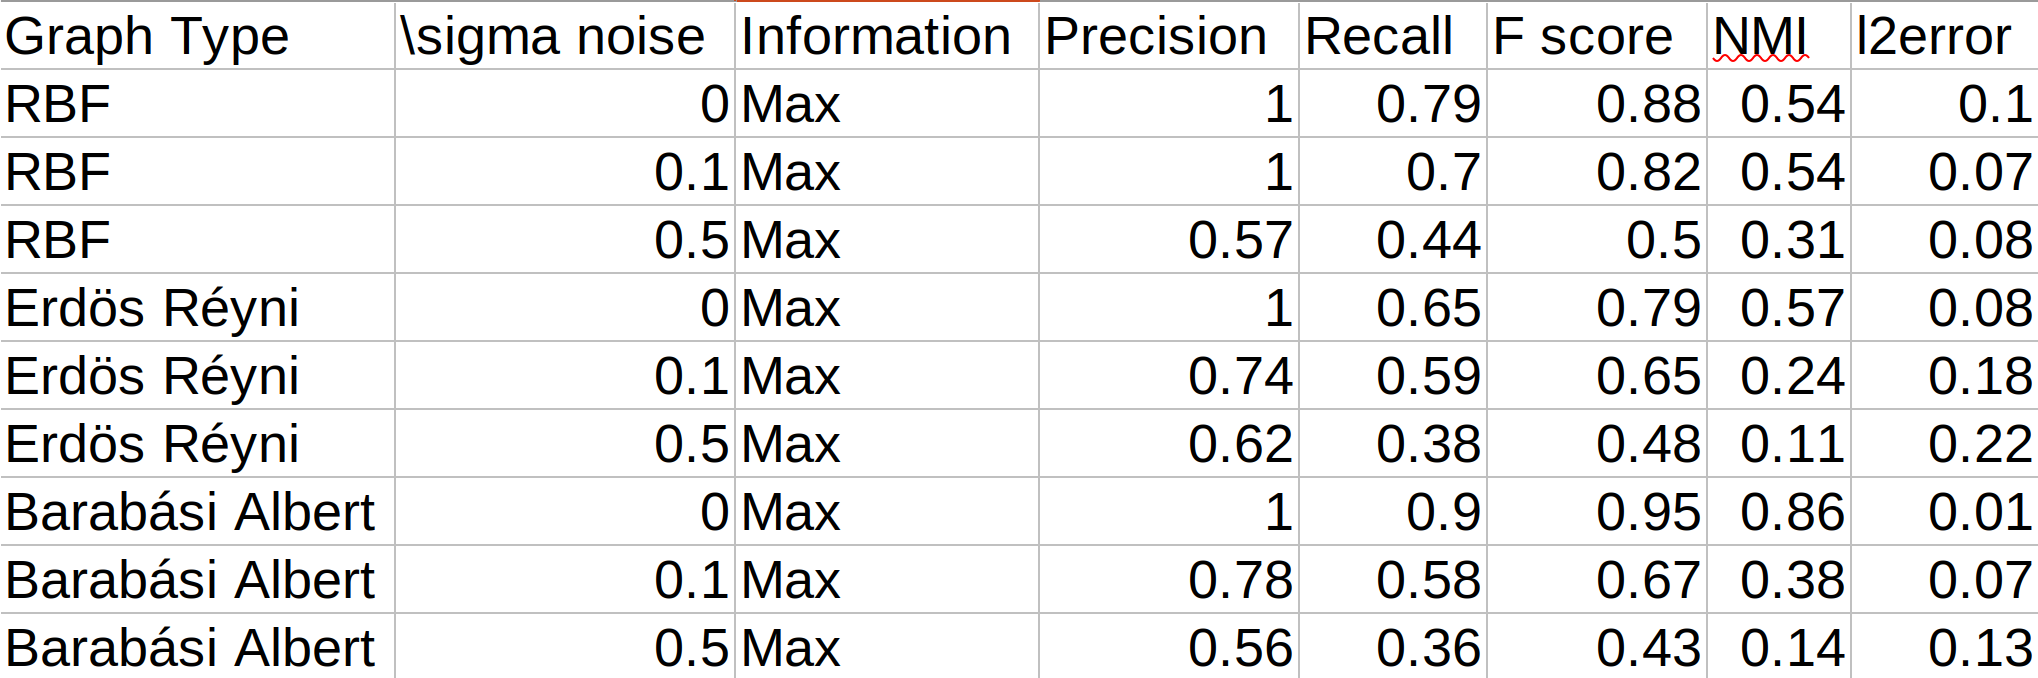 Graph Type \sigma noise Information Precision Recall F score NMI l2error
RBF 0 Max 1 0.79 0.88 0.54 0.1
RBF 0.1 Max 1 0.7 0.82 0.54 0.07
RBF 0.5 Max 0.57 0.44 0.5 0.31 0.08
Erdös Réyni 0 Max 1 0.65 0.79 0.57 0.08
Erdös Réyni 0.1 Max 0.74 0.59 0.65 0.24 0.18
Erdös Réyni 0.5 Max 0.62 0.38 0.48 0.11 0.22
Barabási Albert 0 Max 1 0.9 0.95 0.86 0.01
Barabási Albert 0.1 Max 0.78 0.58 0.67 0.38 0.07
Barabási Albert 0.5 Max 0.56 0.36 0.43 0.14 0.13